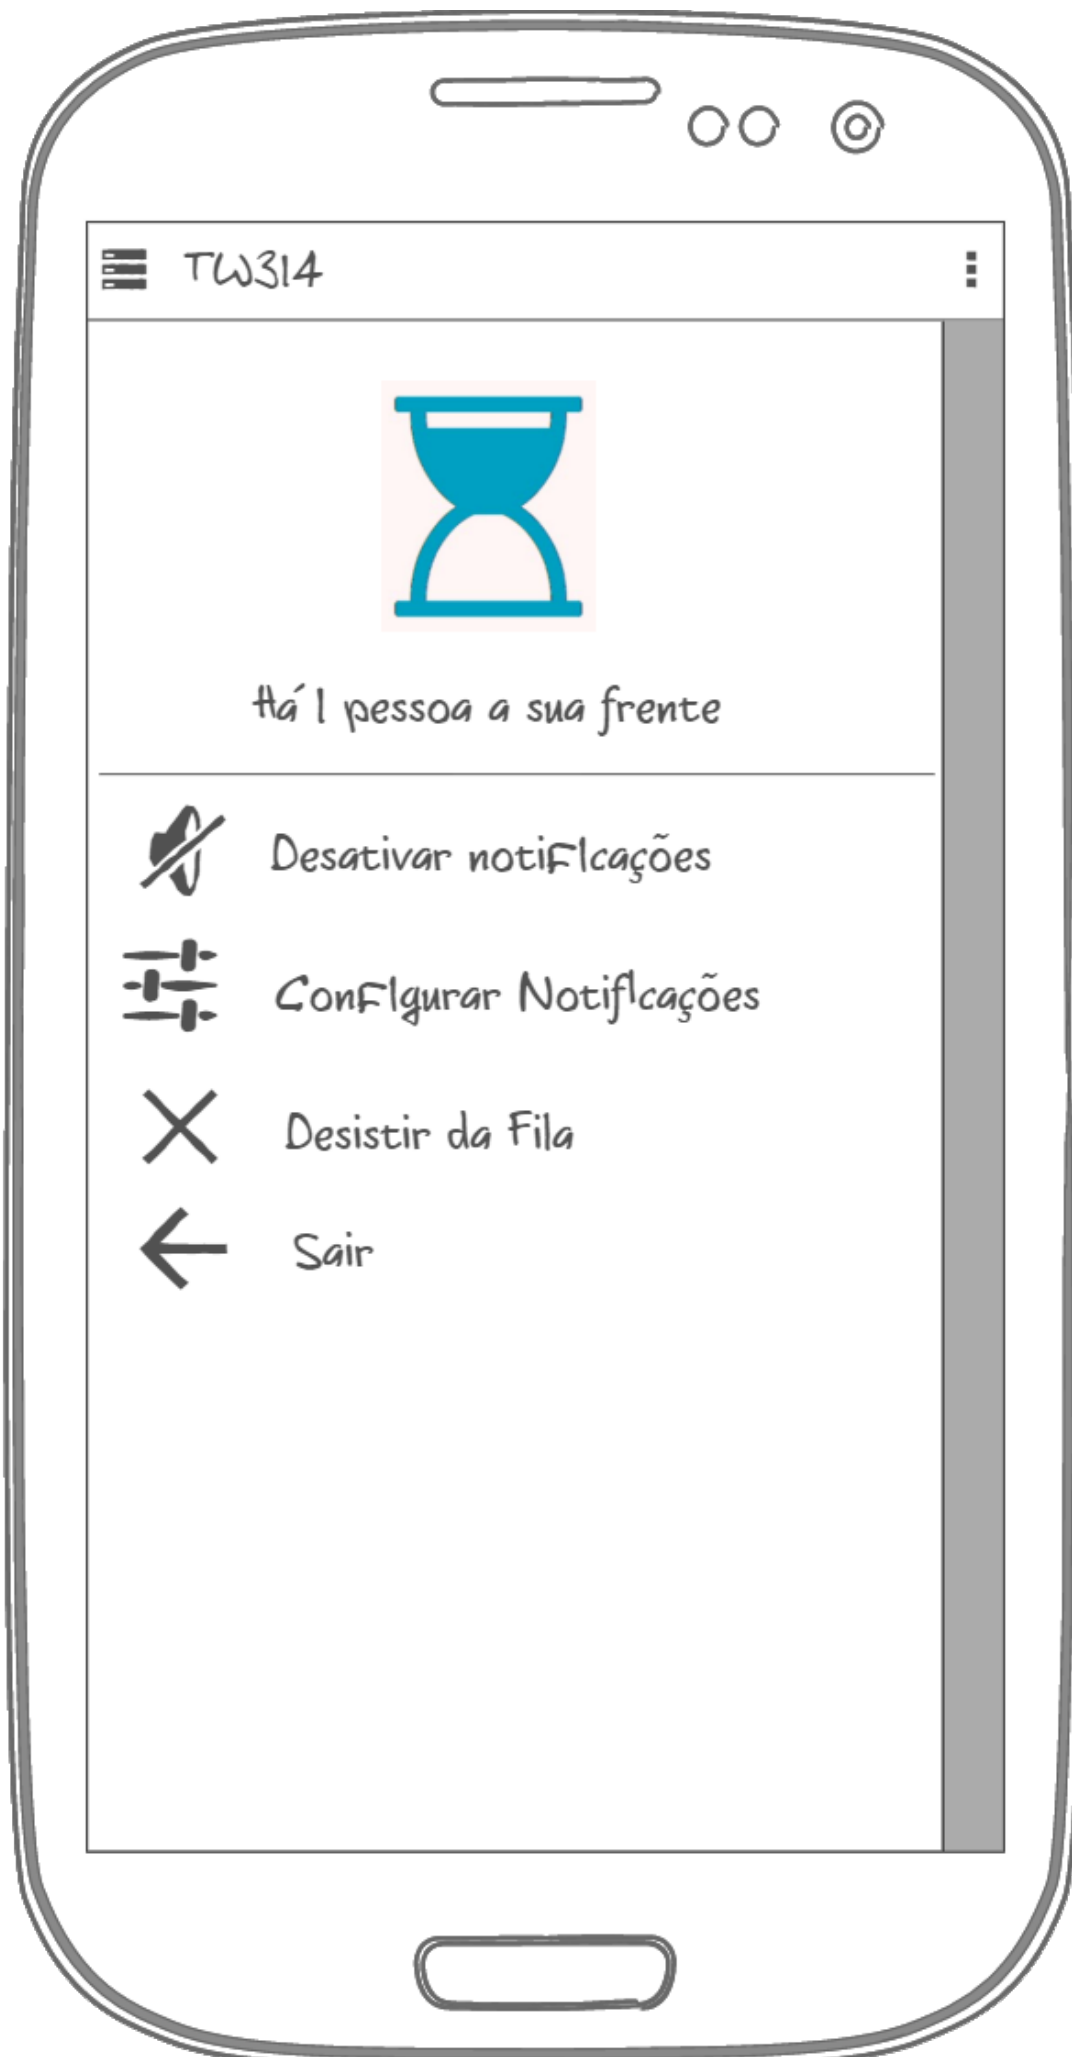 TW314
Há 1 pessoa a sua frente
Desativar notificações
Configurar Notificações
Desistir da Fila
Sair